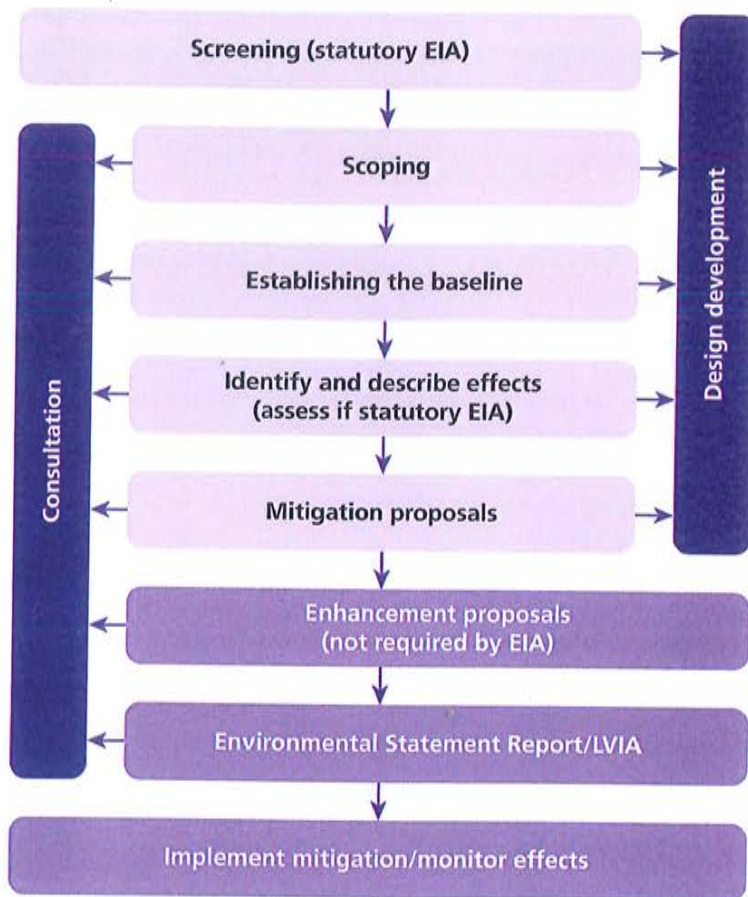 Screening (statutory EIA)
Scoping
Establishing the baseline
Identify and describe effects
(assess if statutory EIA)
Mitigation proposals
Enhancement proposals
(not required by EIA)
Environmental Statement Report/LVIA
Implement mitigation/monitor effects
Consultation
Design development